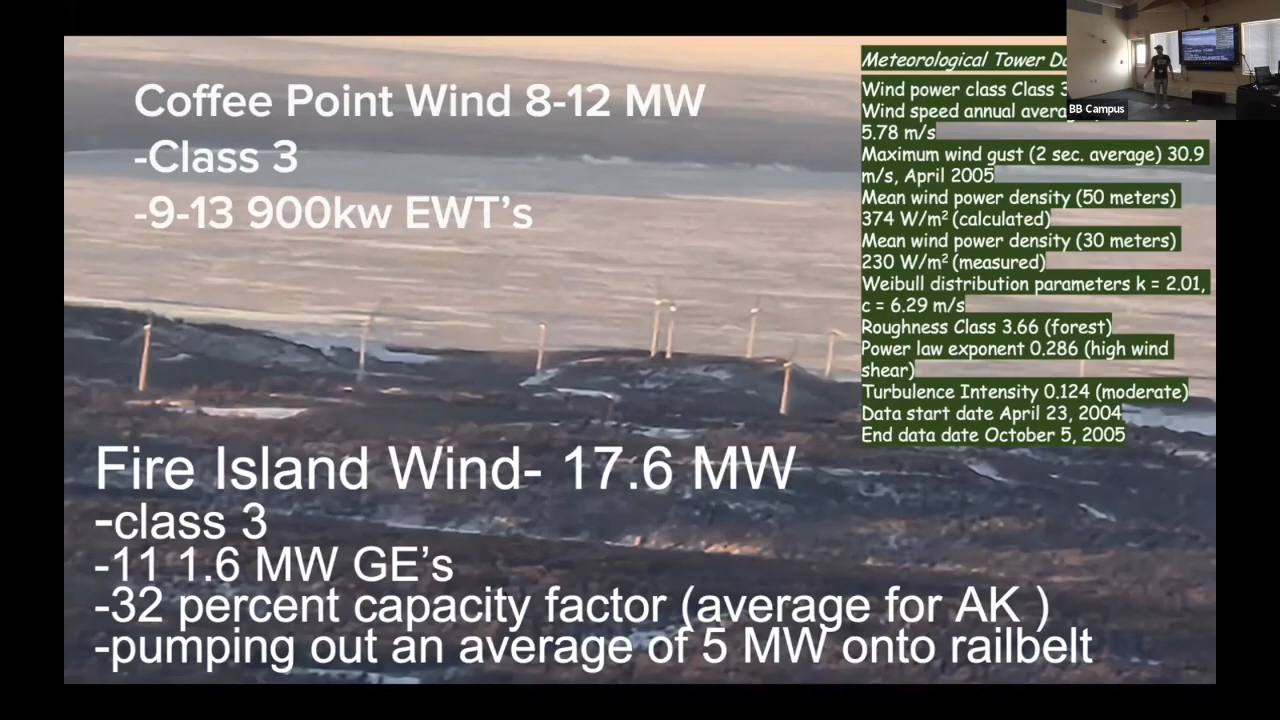 Coffee Point Wind 8-12 MW
-Class 3
-9-13 900kw EWT's
Meteorological Tower
Wind power class Class 3
Wind speed annual
5.78 m/s
Maximum wind gust (2 sec. average) 30.9
m/s, April 2005
Mean wind power density (50 meters)
374 W/m² (calculated)
Mean wind power density (30 meters)
230 W/m² (measured)
Weibull distribution parameters k = 2.01,
c = 6.29 m/s
Roughness Class 3.66 (forest)
Power law exponent 0.286 (high wind
shear)
Turbulence Intensity 0.124 (moderate)
Data start date April 23, 2004
End data date October 5, 2005
BB Campus
Fire Island Wind- 17.6 MW
-class 3
-11 1.6 MW GE's
-32 percent capacity factor (average for AK )
-pumping out an average of 5 MW onto railbelt